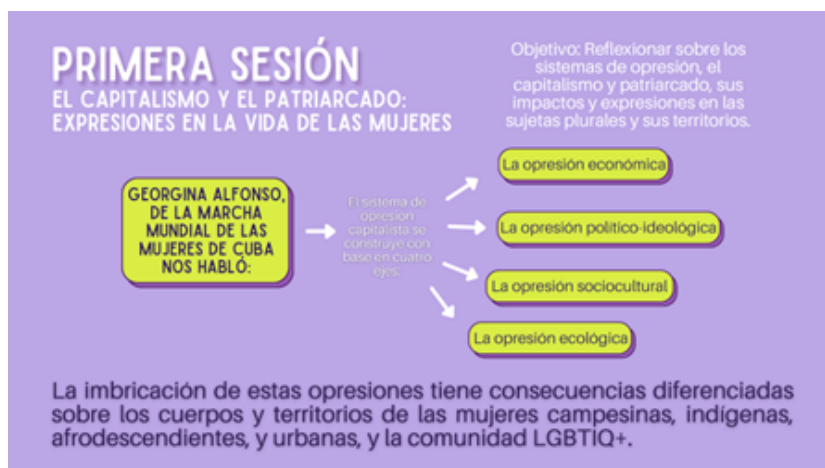 PRIMERA SESIÓN
EL CAPITALISMO Y EL PATRIARCADO:
EXPRESIONES EN LA VIDA DE LAS MUJERES
Objetivo: Reflexionar sobre los
sistemas de opresión, el
capitalismo y patriarcado, sus
impactos y expresiones en las
sujetas plurales y sus territorios.
GEORGINA ALFONSO,
DE LA MARCHA
MUNDIAL DE LAS
MUJERES DE CUBA
NOS HABLÓ:
El sistema de
opresión
capitalista se
construye con
base en cuatro
ejes:
La opresión económica
La opresión político-ideológica
La opresión sociocultural
La opresión ecológica
La imbricación de estas opresiones tiene consecuencias diferenciadas
sobre los cuerpos y territorios de las mujeres campesinas, indígenas,
afrodescendientes, y urbanas, y la comunidad LGBTIQ+.